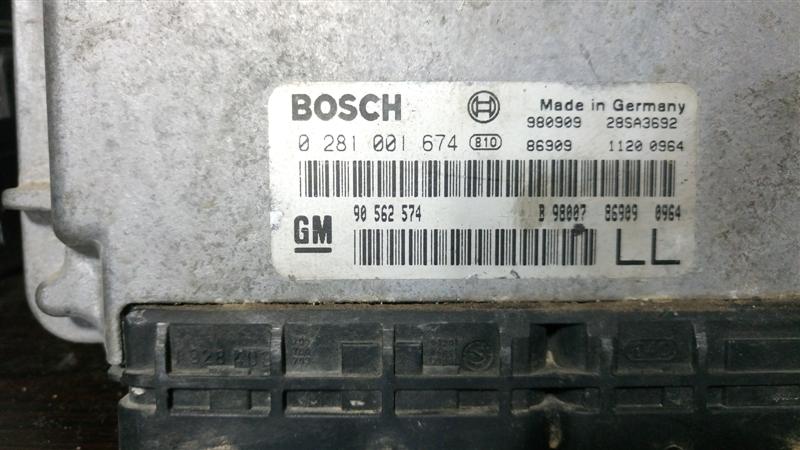 BOSCH Made in Germany
980909 28SA3692
0 281 001 674 B10 86909 1120 0964
90 562 574 B 98007 86909 0964
GM LL